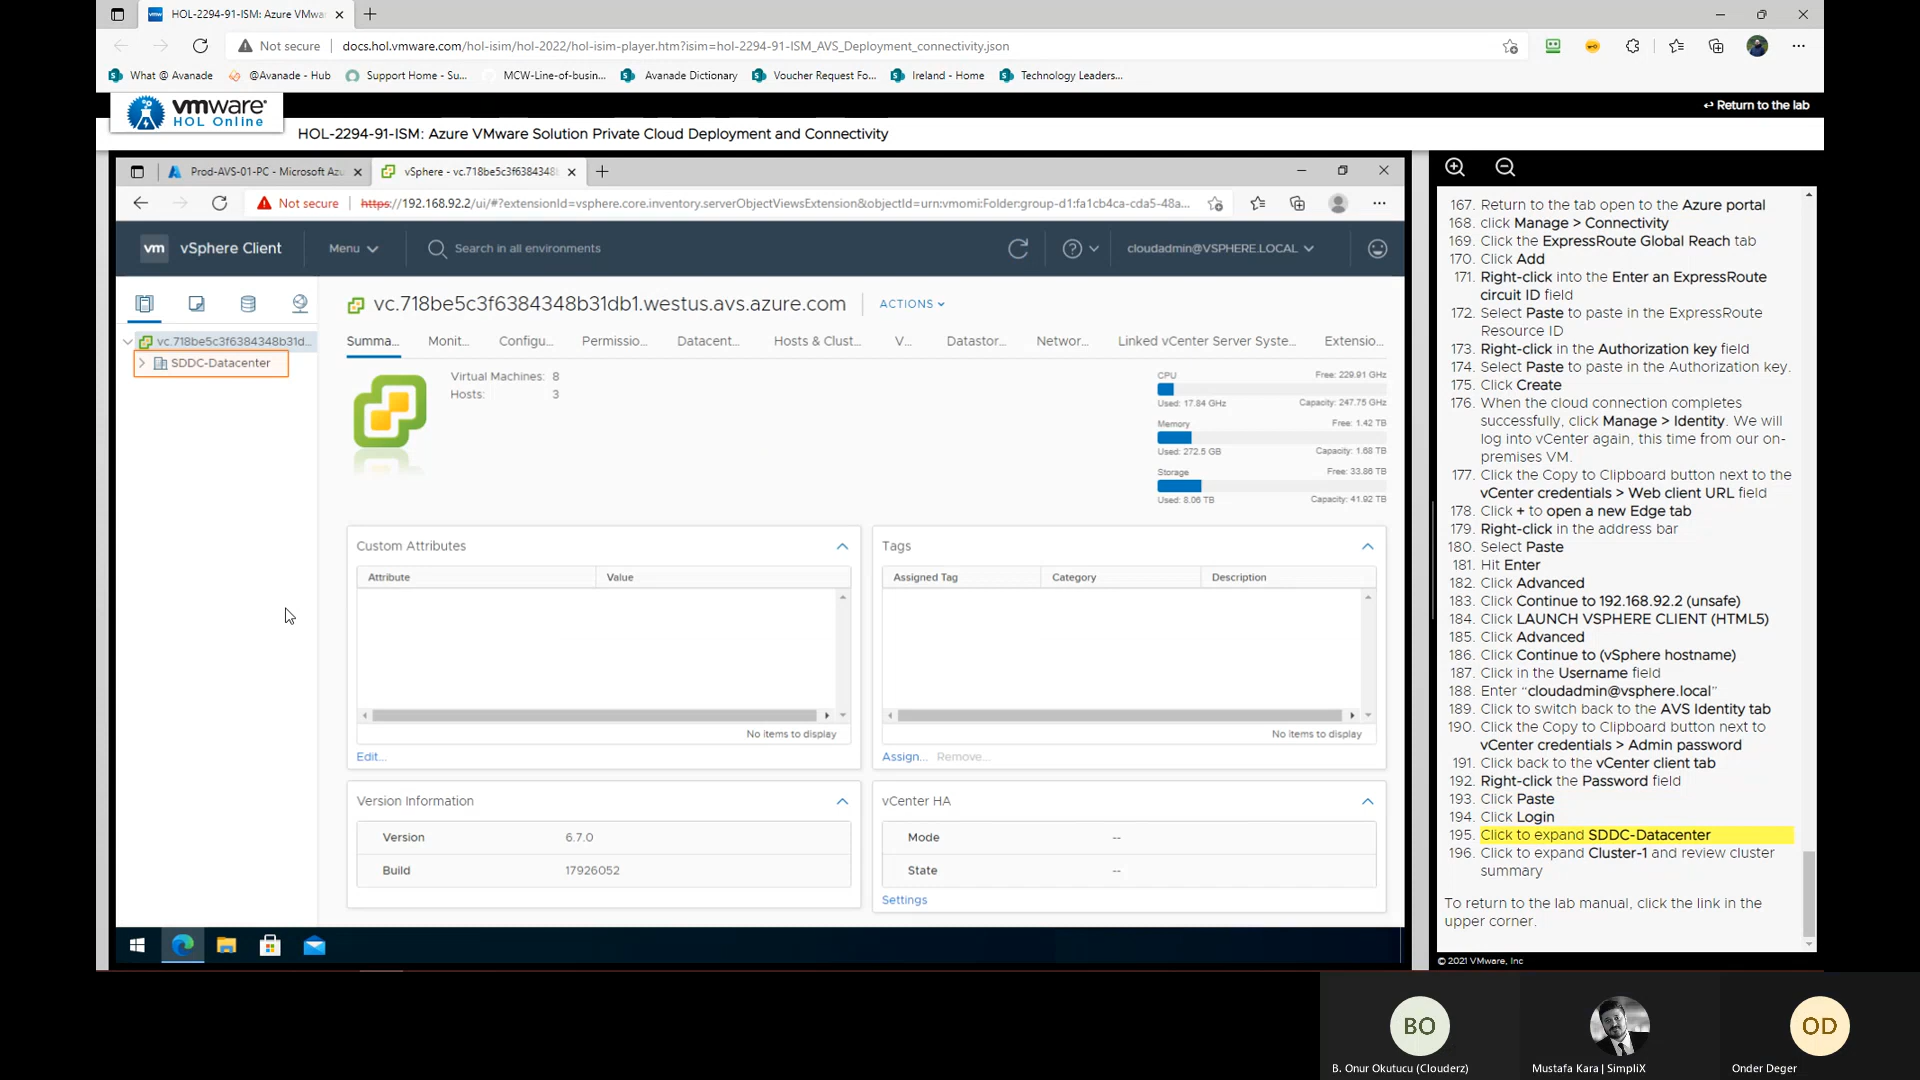 HOL-2294-91-ISM: Azure VMwa
Not secure
docs.hol.vmware.com/hol-isim/hol-2022/hol-isim-player.htm?isim=hol-2294-91-ISM_AVS_Deployment_connectivity.json
What @ Avanade
@Avanade - Hub
Support Home - Su...
MCW-Line-of-busin...
Avanade Dictionary
Voucher Request Fo...
Ireland - Home
Technology Leaders...
vmware
HOL Online
Return to the lab
HOL-2294-91-ISM: Azure VMware Solution Private Cloud Deployment and Connectivity
Prod-AVS-01-PC - Microsoft Azu
vSphere - vc.718be5c3f6384348
Not secure
https://192.168.92.2/ui/#?extensionId=vsphere.core.inventory.serverObjectViewsExtension&objectId=urn:vmomi:Folder:group-d1:fa1cb4ca-cda5-48a...
vm
vSphere Client
Menu
Search in all environments
cloudadmin@VSPHERE.LOCAL
vc.718be5c3f6384348b31d...
SDDC-Datacenter
vc.718be5c3f6384348b31db1.westus.avs.azure.com
ACTIONS
Summa...
Monit...
Configu...
Permissio...
Datacent...
Hosts & Clust...
V...
Datastor...
Networ...
Linked vCenter Server Syste...
Extensio...
Virtual Machines: 8
Hosts: 3
CPU
Free: 229.91 GHz
Used: 17.84 GHz
Capacity: 247.75 GHz
Memory
Free: 1.42 TB
Used: 272.5 GB
Capacity: 1.68 TB
Storage
Free: 33.86 TB
Used: 8.06 TB
Capacity: 41.92 TB
Custom Attributes
Attribute
Value
No items to display
Edit...
Tags
Assigned Tag
Category
Description
No items to display
Assign...
Remove...
Version Information
Version
6.7.0
Build
17926052
vCenter HA
Mode
--
State
--
Settings
167. Return to the tab open to the Azure portal
168. click Manage > Connectivity
169. Click the ExpressRoute Global Reach tab
170. Click Add
171. Right-click into the Enter an ExpressRoute
circuit ID field
172. Select Paste to paste in the ExpressRoute
Resource ID
173. Right-click in the Authorization key field
174. Select Paste to paste in the Authorization key.
175. Click Create
176. When the cloud connection completes
successfully, click Manage > Identity. We will
log into vCenter again, this time from our on-
premises VM.
177. Click the Copy to Clipboard button next to the
vCenter credentials > Web client URL field
178. Click + to open a new Edge tab
179. Right-click in the address bar
180. Select Paste
181. Hit Enter
182. Click Advanced
183. Click Continue to 192.168.92.2 (unsafe)
184. Click LAUNCH VSPHERE CLIENT (HTML5)
185. Click Advanced
186. Click Continue to (vSphere hostname)
187. Click in the Username field
188. Enter “cloudadmin@vsphere.local”
189. Click to switch back to the AVS Identity tab
190. Click the Copy to Clipboard button next to
vCenter credentials > Admin password
191. Click back to the vCenter client tab
192. Right-click the Password field
193. Click Paste
194. Click Login
195. Click to expand SDDC-Datacenter
196. Click to expand Cluster-1 and review cluster
summary
To return to the lab manual, click the link in the
upper corner.
© 2021 VMware, Inc
BO
B. Onur Okutucu (Clouderz)
Mustafa Kara | SimpliX
OD
Onder Deger